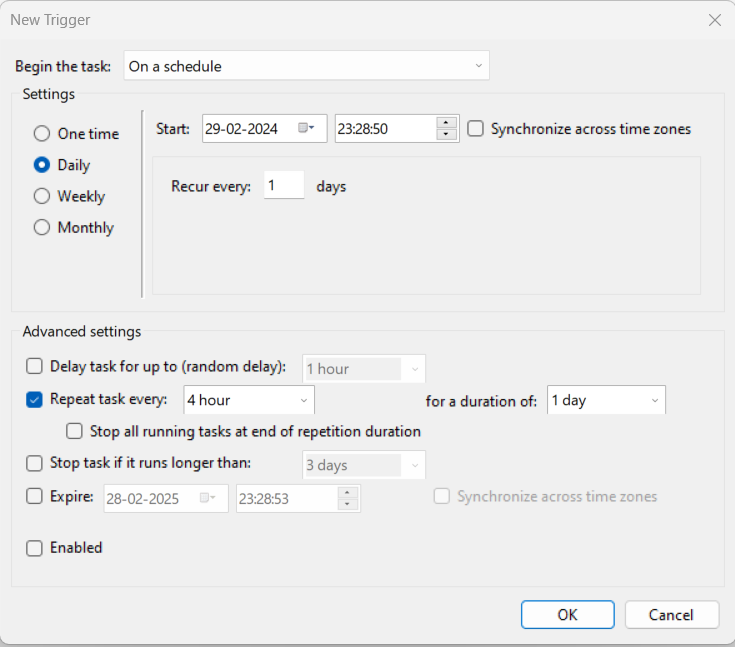 New Trigger
Begin the task: On a schedule
Settings
One time
Daily
Weekly
Monthly
Start: 29-02-2024 23:28:50 Synchronize across time zones
Recur every: 1 days
Advanced settings
Delay task for up to (random delay): 1 hour
Repeat task every: 4 hour for a duration of: 1 day
Stop all running tasks at end of repetition duration
Stop task if it runs longer than: 3 days
Expire: 28-02-2025 23:28:53 Synchronize across time zones
Enabled
OK Cancel